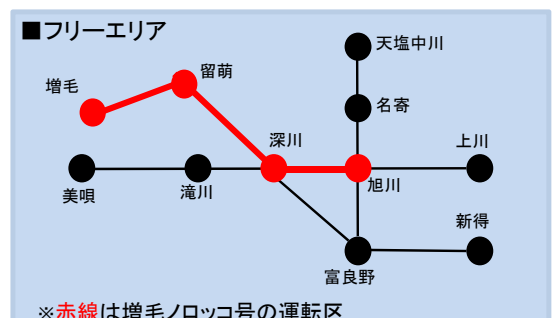 ■フリーエリア
天塩中川
留萌
増毛
名寄
深川
上川
旭川
美唄
滝川
新得
富良野
※赤線は増毛ノロッコ号の運転区